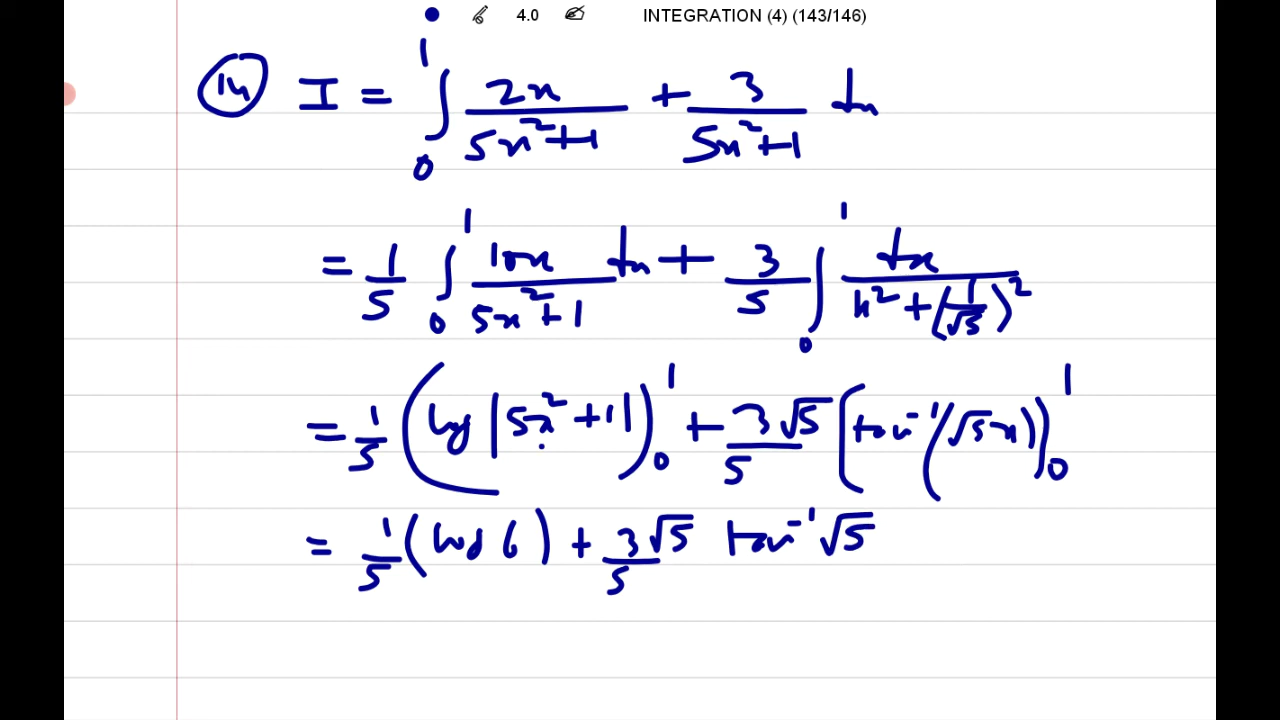 4.0 INTEGRATION (4) (143/146)
(14) I = ∫₀¹ 2x/(5x²+1) + 3/(5x²+1) dx
= 1/5 ∫₀¹ 10x/(5x²+1) dx + 3/5 ∫₀¹ dx/(x² + (1/√5)²)
= 1/5 (log |5x²+1|)₀¹ + 3√5/5 [tan⁻¹(√5x)]₀¹
= 1/5 (log 6) + 3√5/5 tan⁻¹ √5